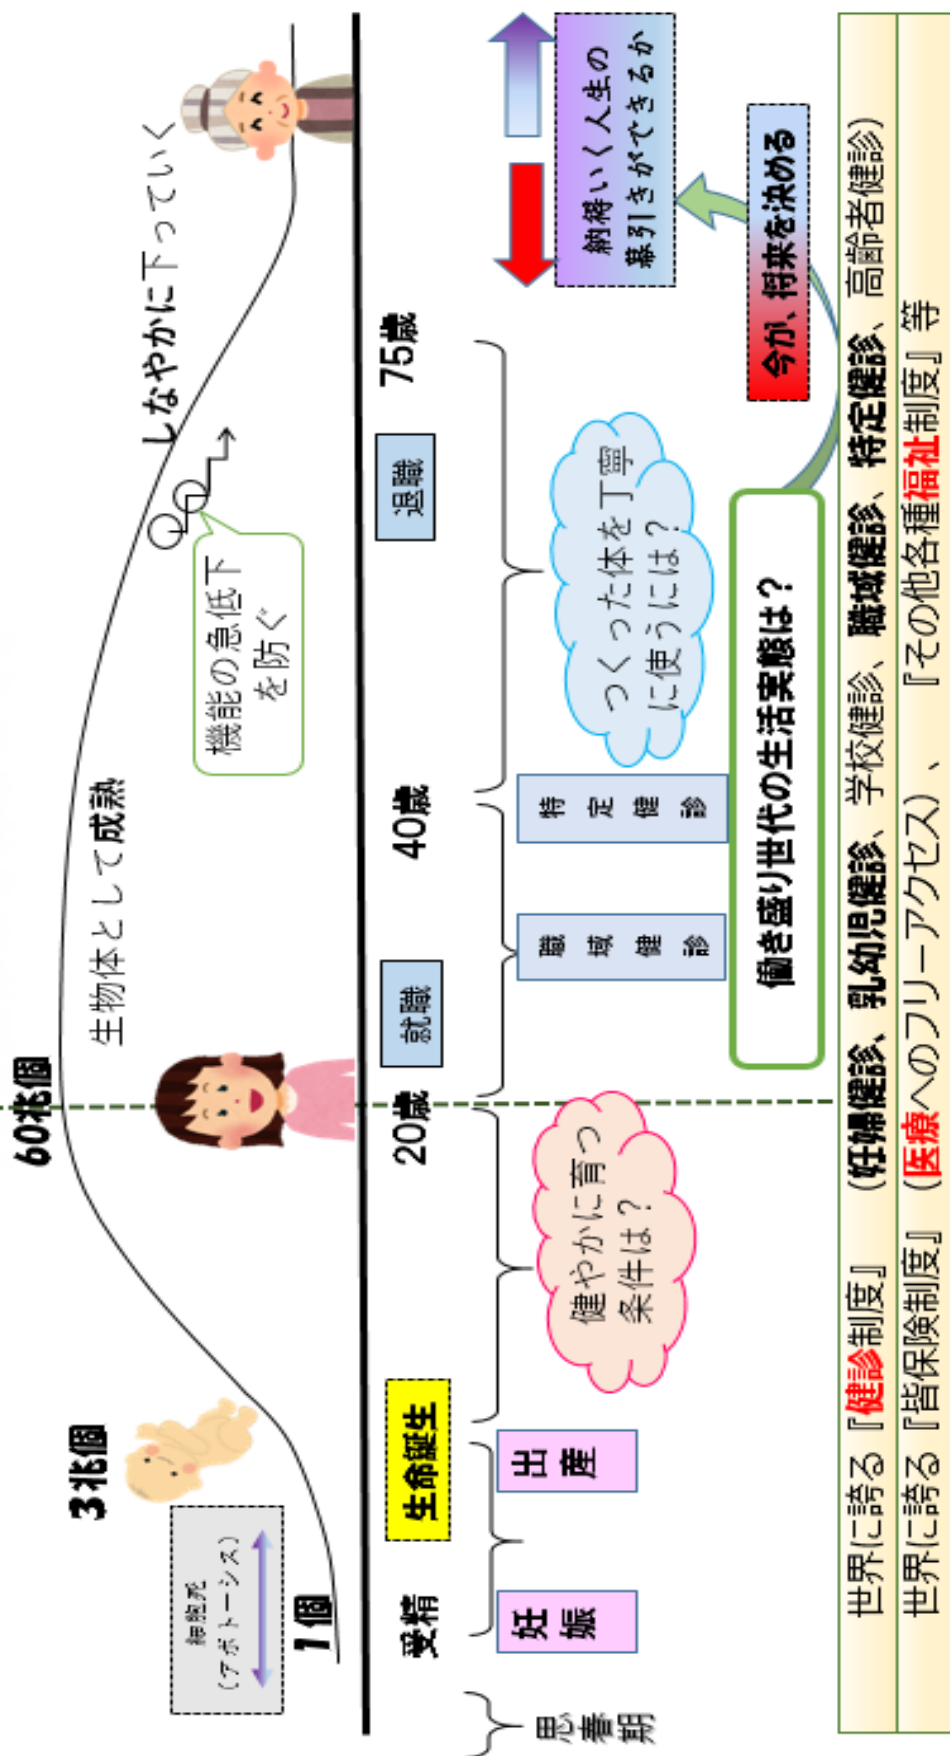 60兆個
3兆個
1個
細胞死
(アポトーシス)
生物体として成熟
しなやかに下っていく
機能の急低下
を防ぐ
受精
生命誕生
20歳
就職
40歳
退職
75歳
思春期
妊娠
出産
健やかに育つ
条件は?
職域健診
特定健診
つくった体を丁寧
に使うには?
納得いく人生の
幕引きができるか
今が、将来を決める
働き盛り世代の生活実態は?
世界に誇る『健診制度』 (妊婦健診、乳幼児健診、学校健診、職域健診、特定健診、高齢者健診)
世界に誇る『皆保険制度』 (医療へのフリーアクセス)、『その他各種福祉制度』等